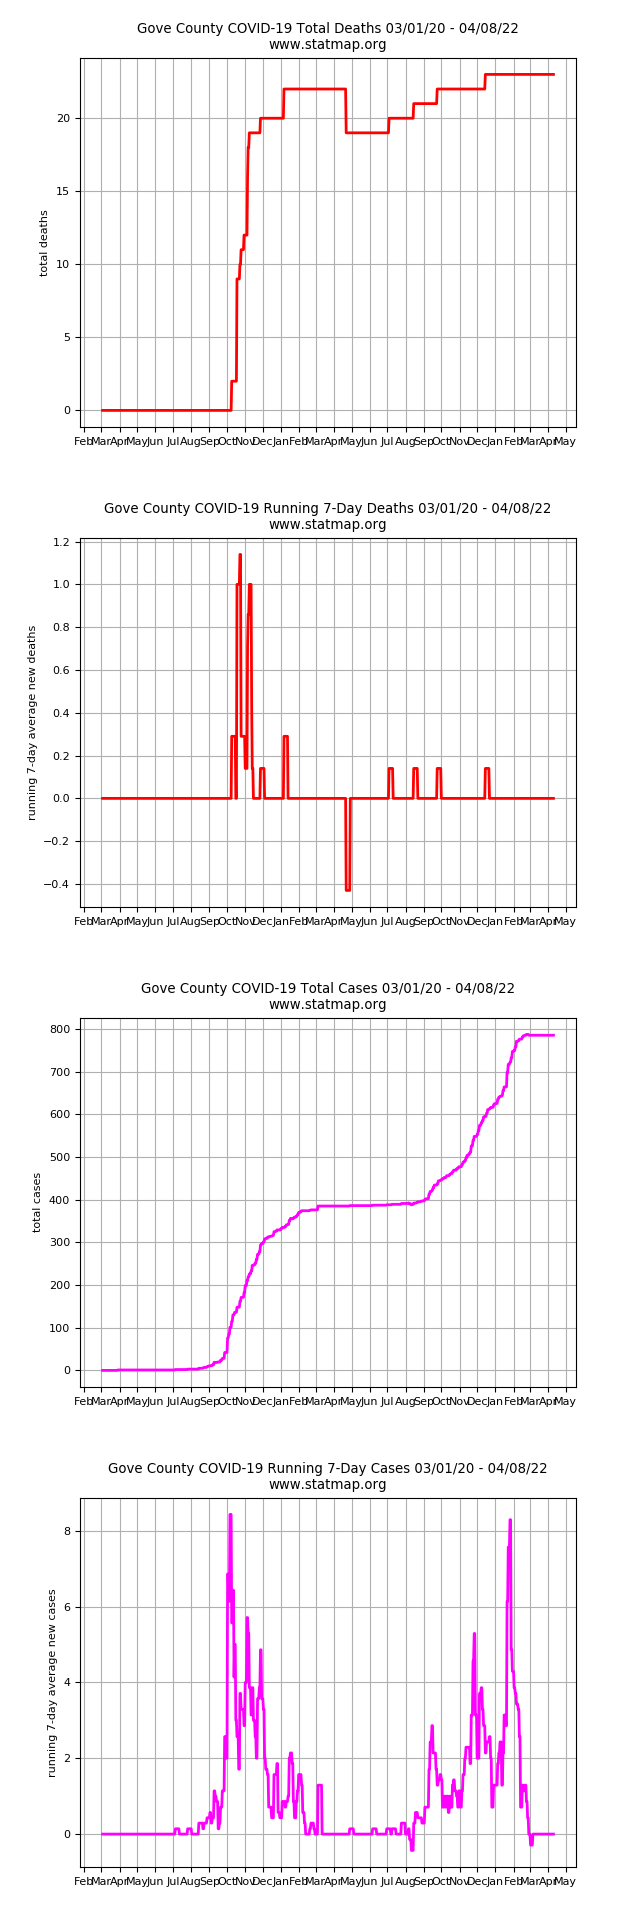 Gove County COVID-19 Total Deaths 03/01/20 - 04/08/22
www.statmap.org
20
15
10
5
0
total deaths
Feb Mar Apr May Jun Jul Aug Sep Oct Nov Dec Jan Feb Mar Apr May Jun Jul Aug Sep Oct Nov Dec Jan Feb Mar Apr May
Gove County COVID-19 Running 7-Day Deaths 03/01/20 - 04/08/22
www.statmap.org
1.2
1.0
0.8
0.6
0.4
0.2
0.0
−0.2
−0.4
running 7-day average new deaths
Feb Mar Apr May Jun Jul Aug Sep Oct Nov Dec Jan Feb Mar Apr May Jun Jul Aug Sep Oct Nov Dec Jan Feb Mar Apr May
Gove County COVID-19 Total Cases 03/01/20 - 04/08/22
www.statmap.org
800
700
600
500
400
300
200
100
0
total cases
Feb Mar Apr May Jun Jul Aug Sep Oct Nov Dec Jan Feb Mar Apr May Jun Jul Aug Sep Oct Nov Dec Jan Feb Mar Apr May
Gove County COVID-19 Running 7-Day Cases 03/01/20 - 04/08/22
www.statmap.org
8
6
4
2
0
running 7-day average new cases
Feb Mar Apr May Jun Jul Aug Sep Oct Nov Dec Jan Feb Mar Apr May Jun Jul Aug Sep Oct Nov Dec Jan Feb Mar Apr May